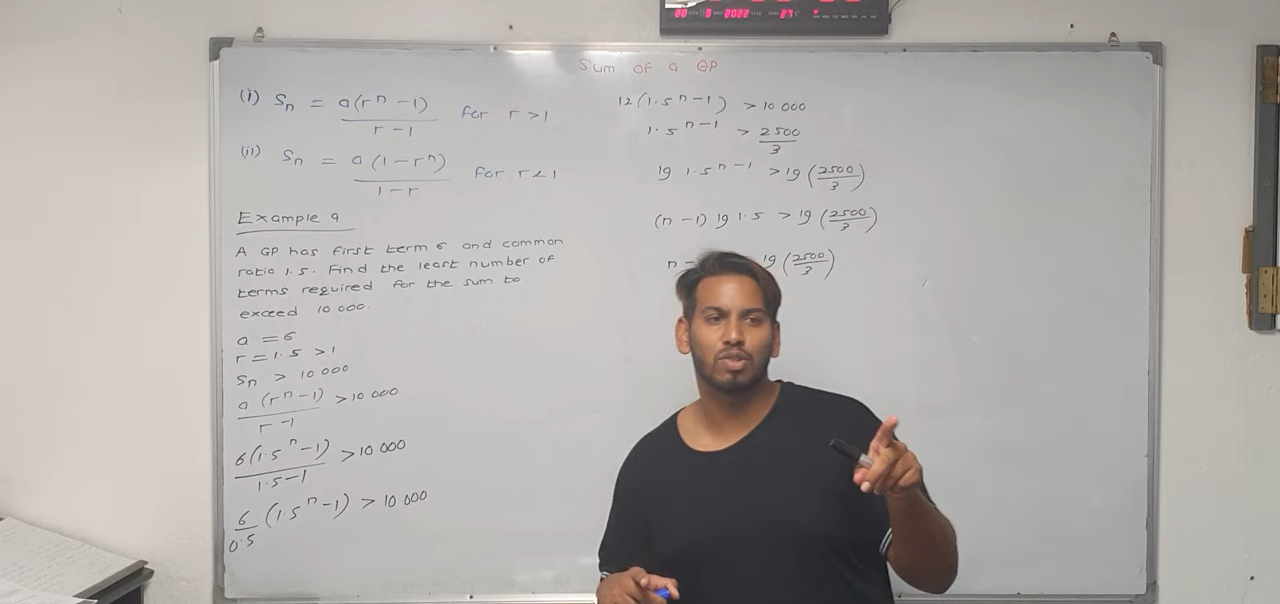 20 2022 27 C
Sum of a GP
(i) Sn = a(r^n - 1) / r - 1 for r > 1
(ii) Sn = a(1 - r^n) / 1 - r for r < 1
Example 9
A GP has first term 6 and common
ratio 1.5. Find the least number of
terms required for the sum to
exceed 10 000.
a = 6
r = 1.5 > 1
Sn > 10 000
a(r^n - 1) / r - 1 > 10 000
6(1.5^n - 1) / 1.5 - 1 > 10 000
6 / 0.5 (1.5^n - 1) > 10 000
12(1.5^n-1) > 10 000
1.5^n-1 > 2500 / 3
lg 1.5^n-1 > lg (2500 / 3)
(n - 1) lg 1.5 > lg (2500 / 3)
n - lg (2500 / 3)